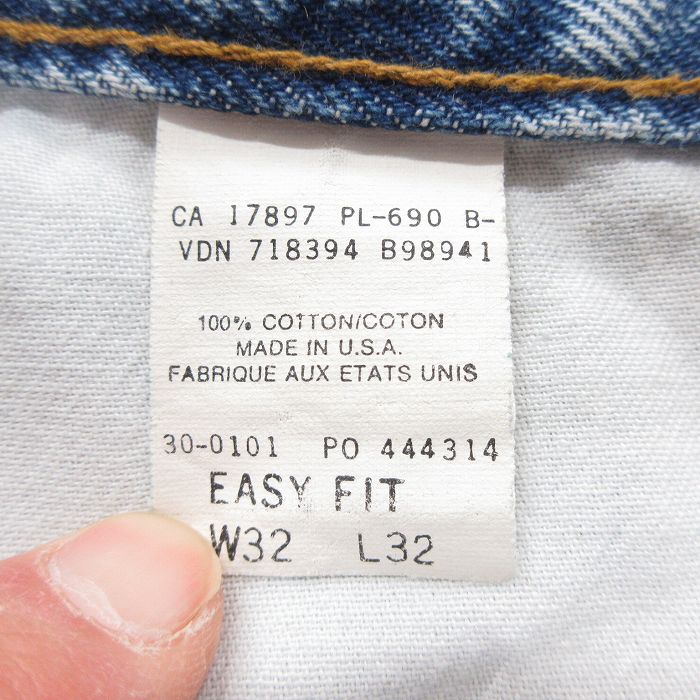 CA 17897 PL-690 B-
VDN 718394 B98941
100% COTTON/COTON
MADE IN U.S.A.
FABRIQUE AUX ETATS UNIS
30-0101 PO 444314
EASY FIT
W32 L32